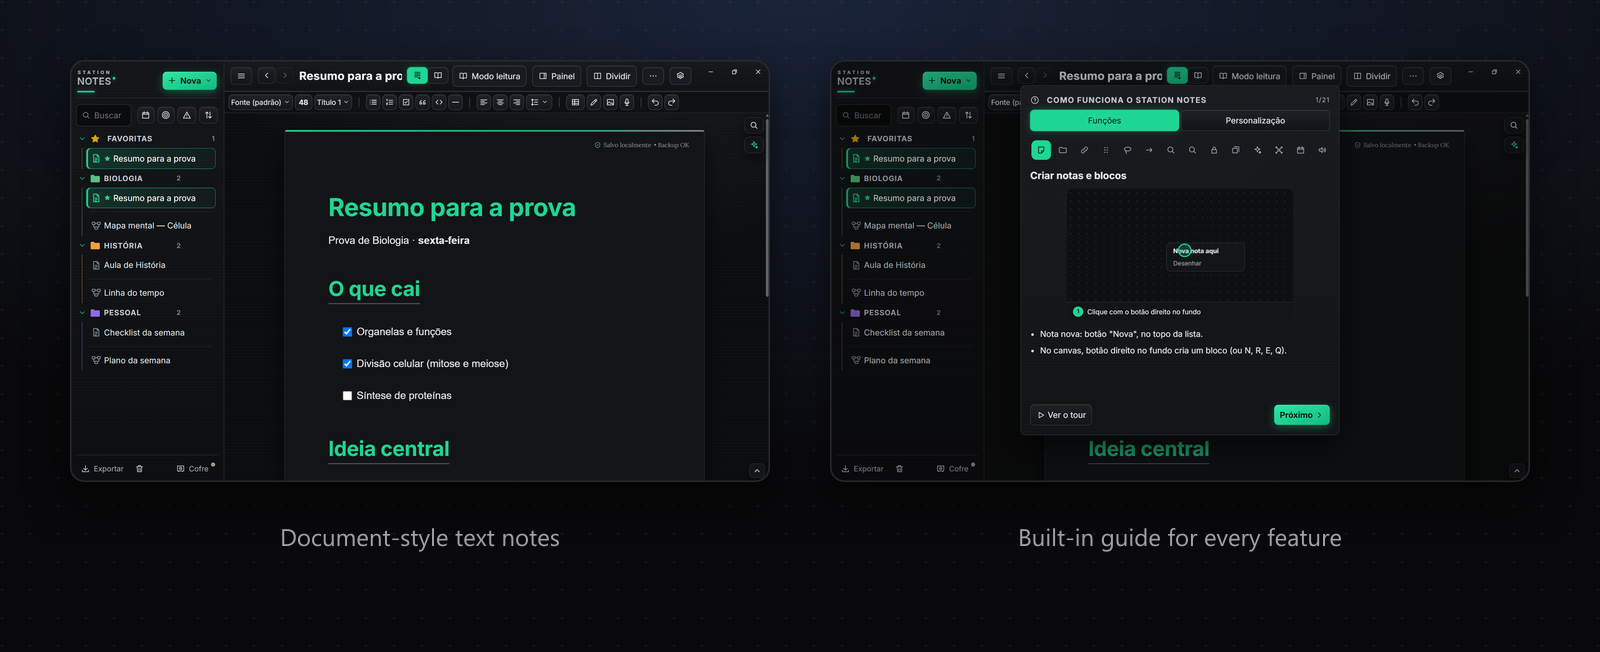 STATION
NOTES
+ Nova
Resumo para a pro
Modo leitura
Painel
Dividir
Buscar
Fonte (padrão)
48
Título 1
FAVORITAS 1
Resumo para a prova
BIOLOGIA 2
Resumo para a prova
Mapa mental — Célula
HISTÓRIA 2
Aula de História
Linha do tempo
PESSOAL 2
Checklist da semana
Plano da semana
Exportar
Cofre
Salvo localmente • Backup OK
Resumo para a prova
Prova de Biologia · sexta-feira
O que cai
Organelas e funções
Divisão celular (mitose e meiose)
Síntese de proteínas
Ideia central
Document-style text notes
STATION
NOTES
+ Nova
Resumo para a pro
Modo leitura
Painel
Dividir
Buscar
Fonte (pa
FAVORITAS
Resumo para a prova
BIOLOGIA 2
Resumo para a prova
Mapa mental — Célula
HISTÓRIA 2
Aula de História
Linha do tempo
PESSOAL 2
Checklist da semana
Plano da semana
Exportar
Cofre
Salvo localmente • Backup OK
COMO FUNCIONA O STATION NOTES 1/21
Funções
Personalização
Criar notas e blocos
Nova nota aqui
Desenhar
1 Clique com o botão direito no fundo
• Nota nova: botão "Nova", no topo da lista.
• No canvas, botão direito no fundo cria um bloco (ou N, R, E, Q).
Ver o tour
Próximo
Ideia central
Built-in guide for every feature